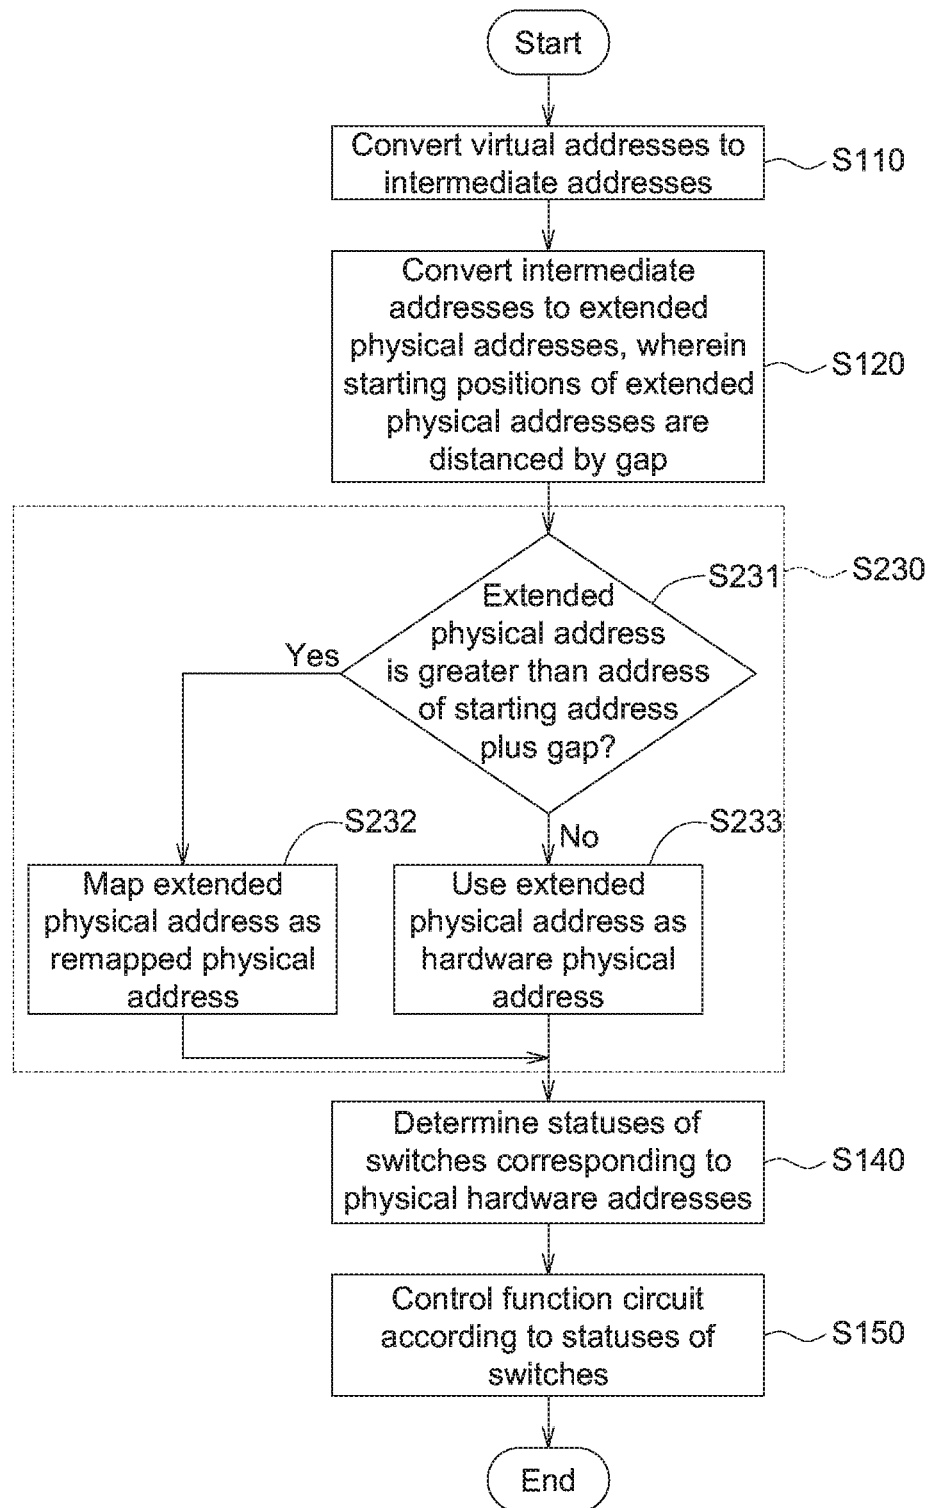 Start
Convert virtual addresses to
intermediate addresses
S110
Convert intermediate
addresses to extended
physical addresses, wherein
starting positions of extended
physical addresses are
distanced by gap
S120
S230
S231
Extended
physical address
is greater than address
of starting address
plus gap?
Yes
No
S232
Map extended
physical address as
remapped physical
address
S233
Use extended
physical address as
hardware physical
address
Determine statuses of
switches corresponding to
physical hardware addresses
S140
Control function circuit
according to statuses of
switches
S150
End